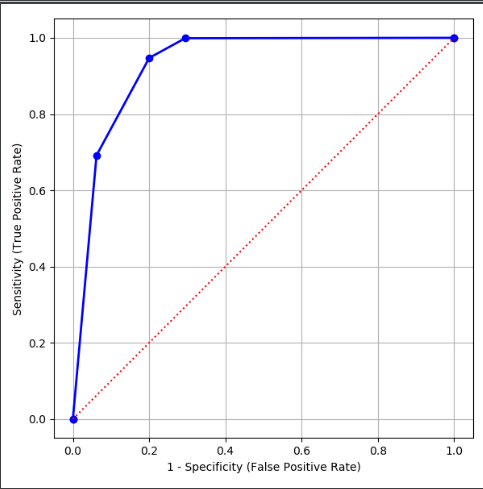 1.0
0.8
0.6
0.4
0.2
0.0
Sensitivity (True Positive Rate)
0.0 0.2 0.4 0.6 0.8 1.0
1 - Specificity (False Positive Rate)